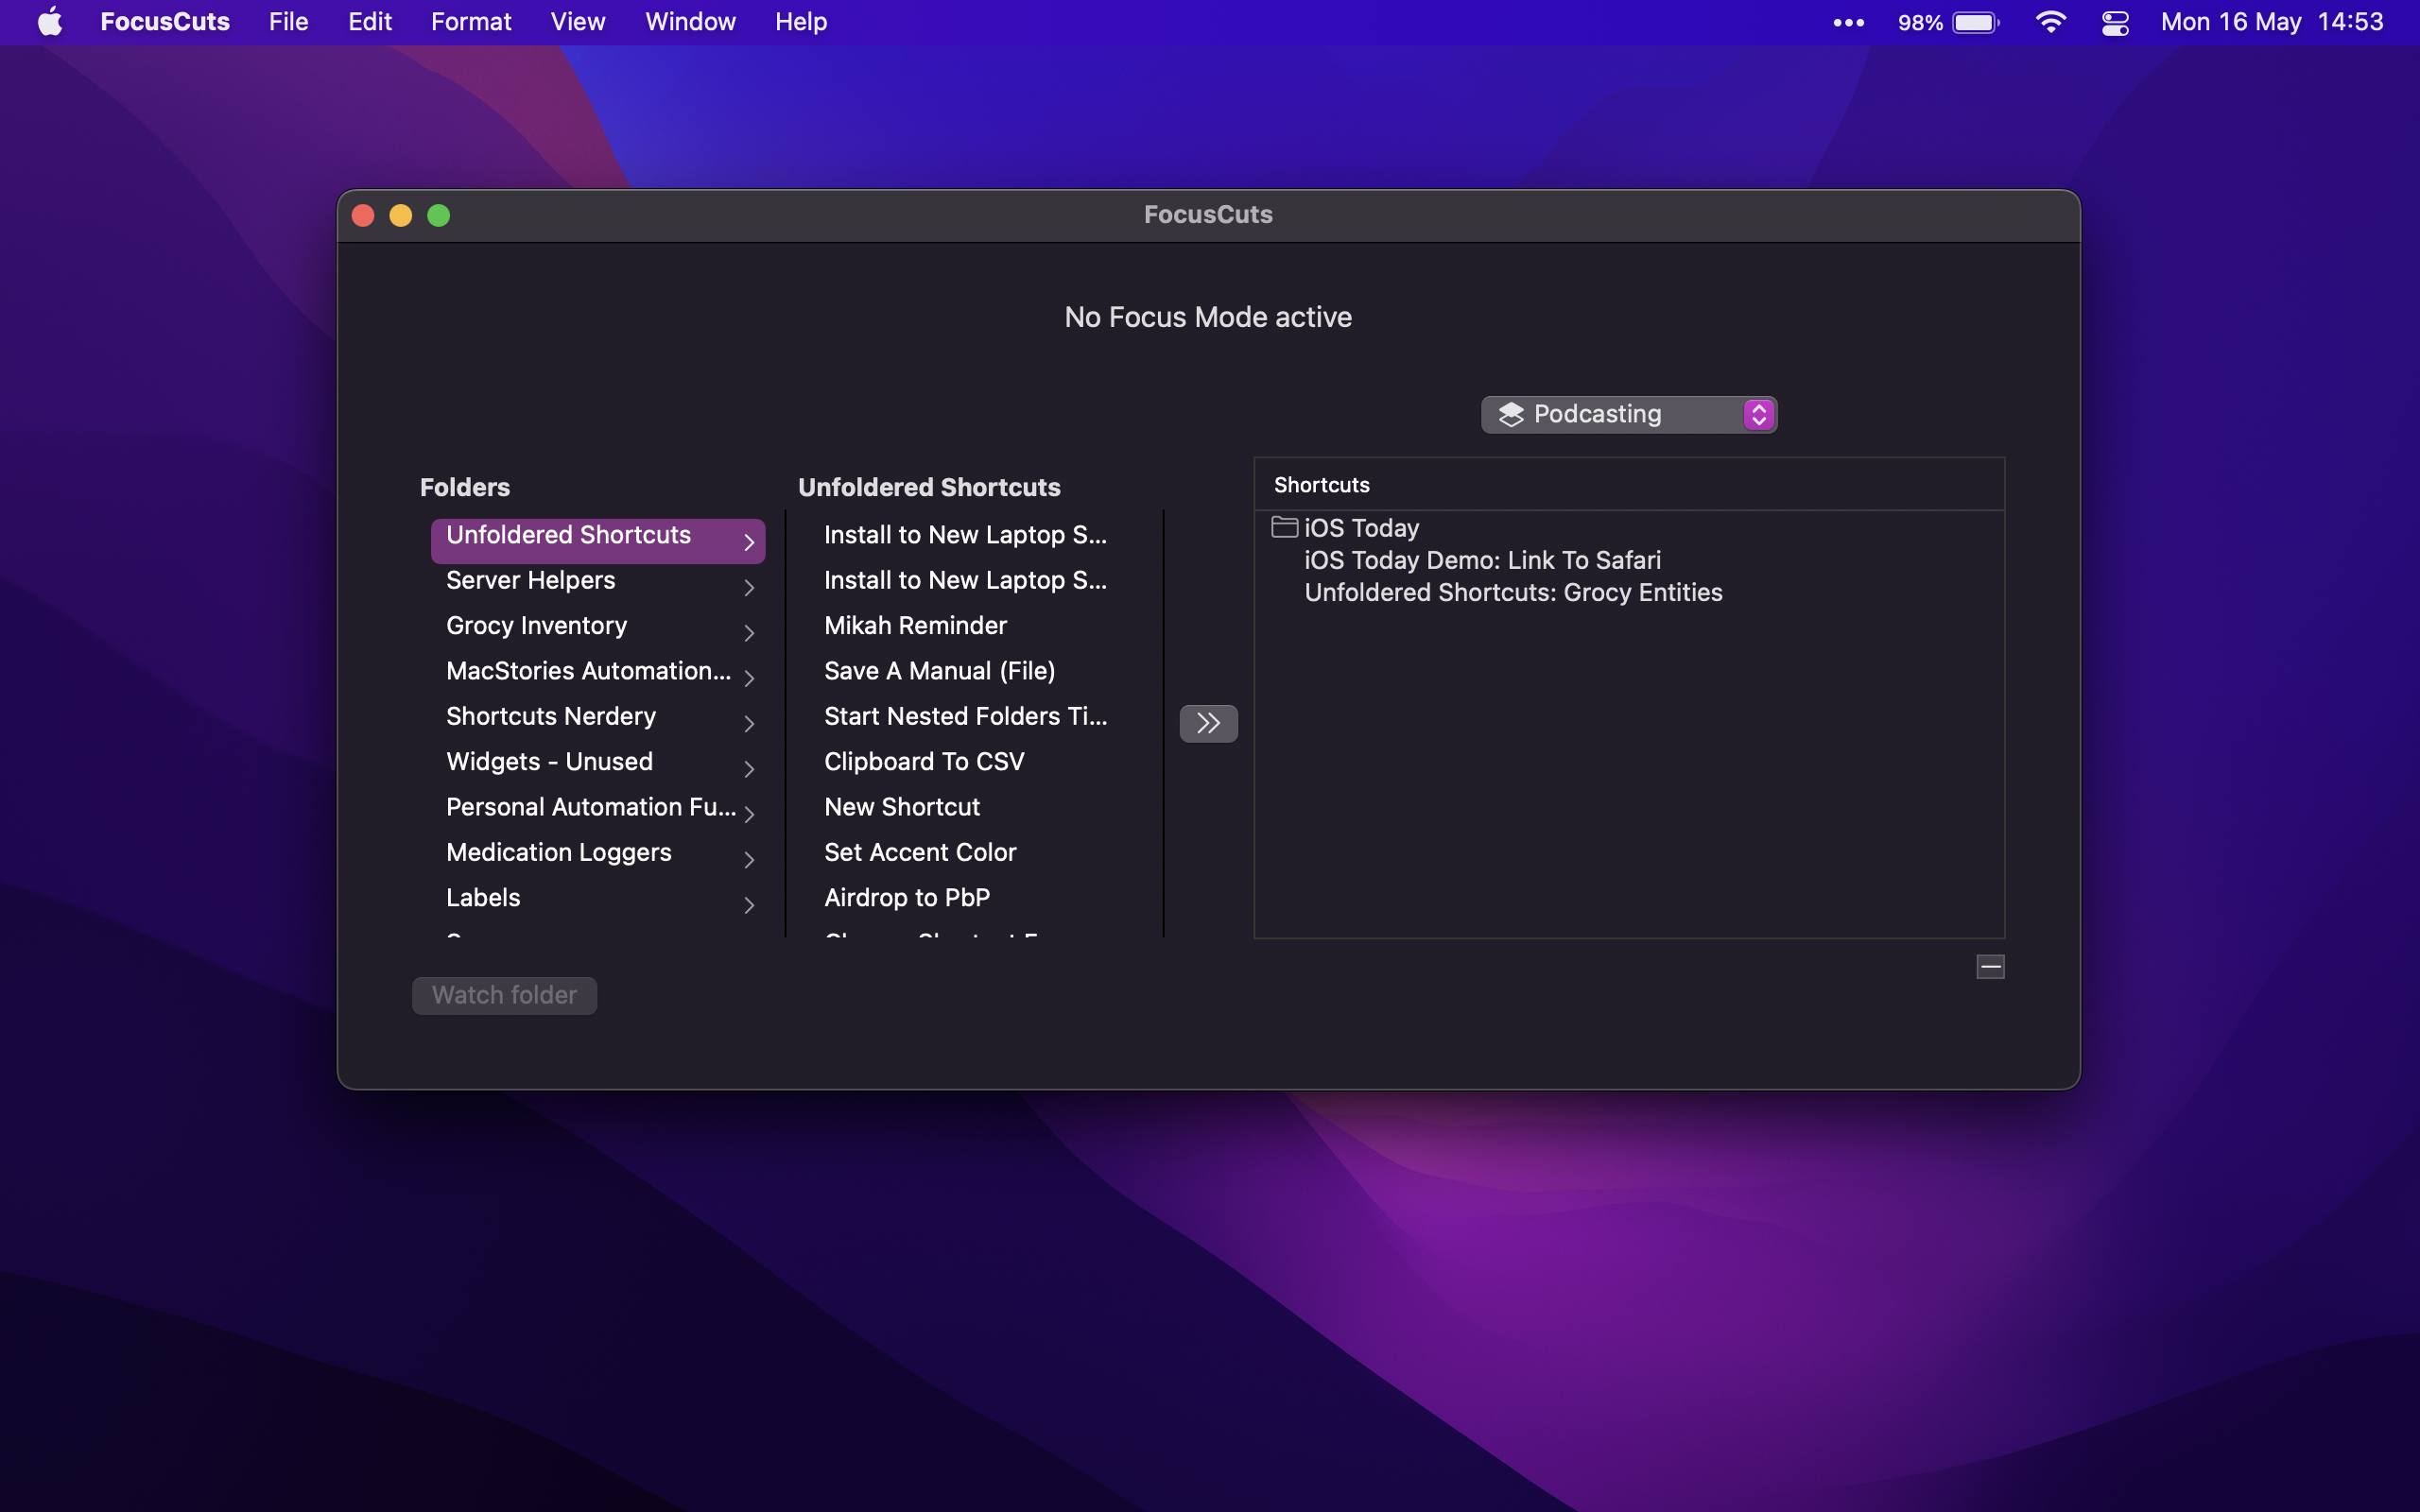 FocusCuts File Edit Format View Window Help 98% Mon 16 May 14:53
FocusCuts
No Focus Mode active
Podcasting
Folders
Unfoldered Shortcuts
Server Helpers
Grocy Inventory
MacStories Automation...
Shortcuts Nerdery
Widgets - Unused
Personal Automation Fu...
Medication Loggers
Labels
Watch folder
Unfoldered Shortcuts
Install to New Laptop S...
Install to New Laptop S...
Mikah Reminder
Save A Manual (File)
Start Nested Folders Ti...
Clipboard To CSV
New Shortcut
Set Accent Color
Airdrop to PbP
Shortcuts
iOS Today
iOS Today Demo: Link To Safari
Unfoldered Shortcuts: Grocy Entities